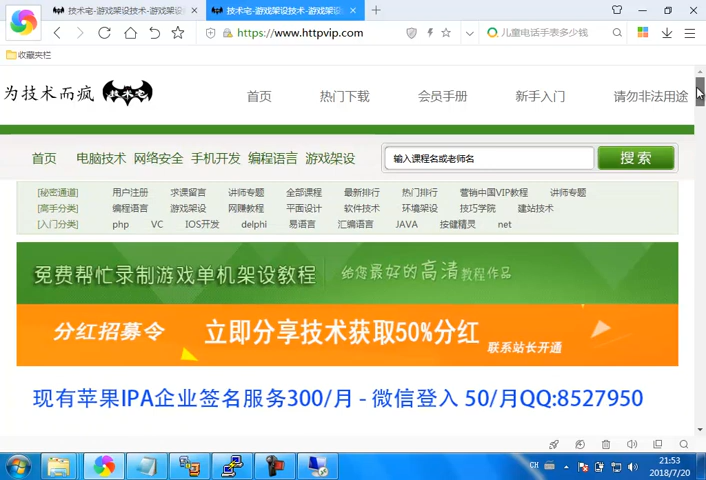 技术宅-游戏架设技术-游戏架设
技术宅-游戏架设技术-游戏架设
https://www.httpvip.com
儿童电话手表多少钱
收藏夹栏
为技术而疯 技术宅
首页 热门下载 会员手册 新手入门 请勿非法用途
首页 电脑技术 网络安全 手机开发 编程语言 游戏架设
输入课程名或老师名
搜索
[秘密通道] 用户注册 求课留言 讲师专题 全部课程 最新排行 热门排行 营销中国VIP教程 讲师专题
[高手分类] 编程语言 游戏架设 网赚教程 平面设计 软件技术 环境架设 技巧学院 建站技术
[入门分类] php VC IOS开发 delphi 易语言 汇编语言 JAVA 按键精灵 net
免费帮忙录制游戏单机架设教程
给您最好的高清教程作品
分红招募令 立即分享技术获取50%分红 联系站长开通
现有苹果IPA企业签名服务300/月 - 微信登入 50/月QQ:8527950
CH
21:53
2018/7/20